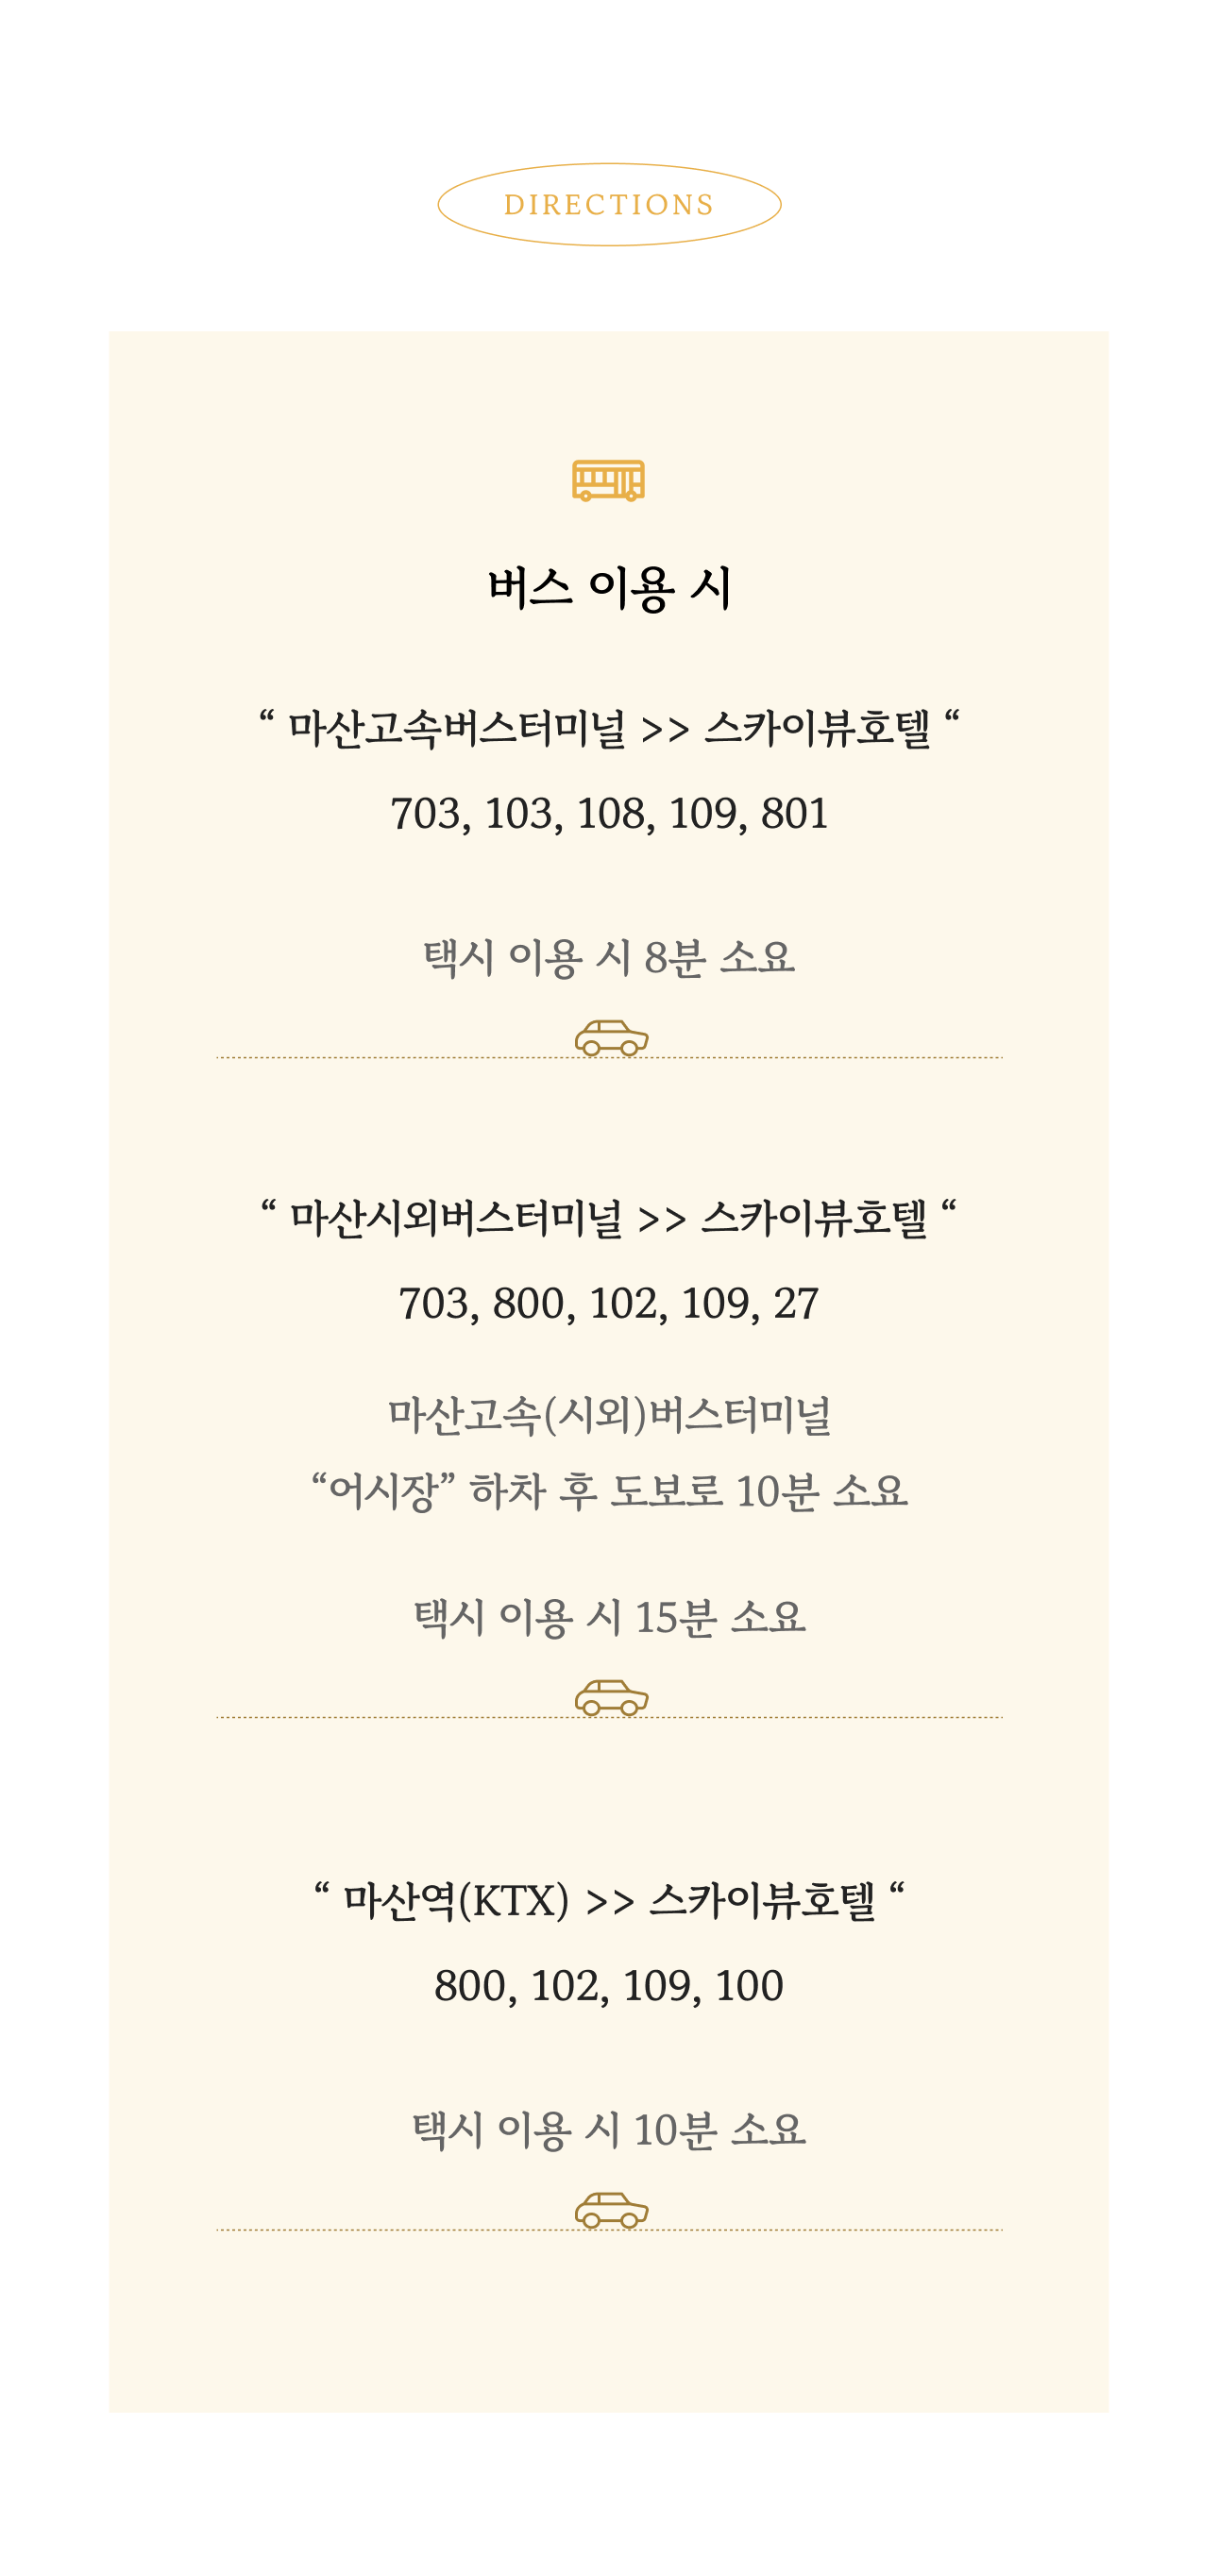 DIRECTIONS
버스 이용 시
“ 마산고속버스터미널 >> 스카이뷰호텔 “
703, 103, 108, 109, 801
택시 이용 시 8분 소요
“ 마산시외버스터미널 >> 스카이뷰호텔 “
703, 800, 102, 109, 27
마산고속(시외)버스터미널
“어시장” 하차 후 도보로 10분 소요
택시 이용 시 15분 소요
“ 마산역(KTX) >> 스카이뷰호텔 “
800, 102, 109, 100
택시 이용 시 10분 소요